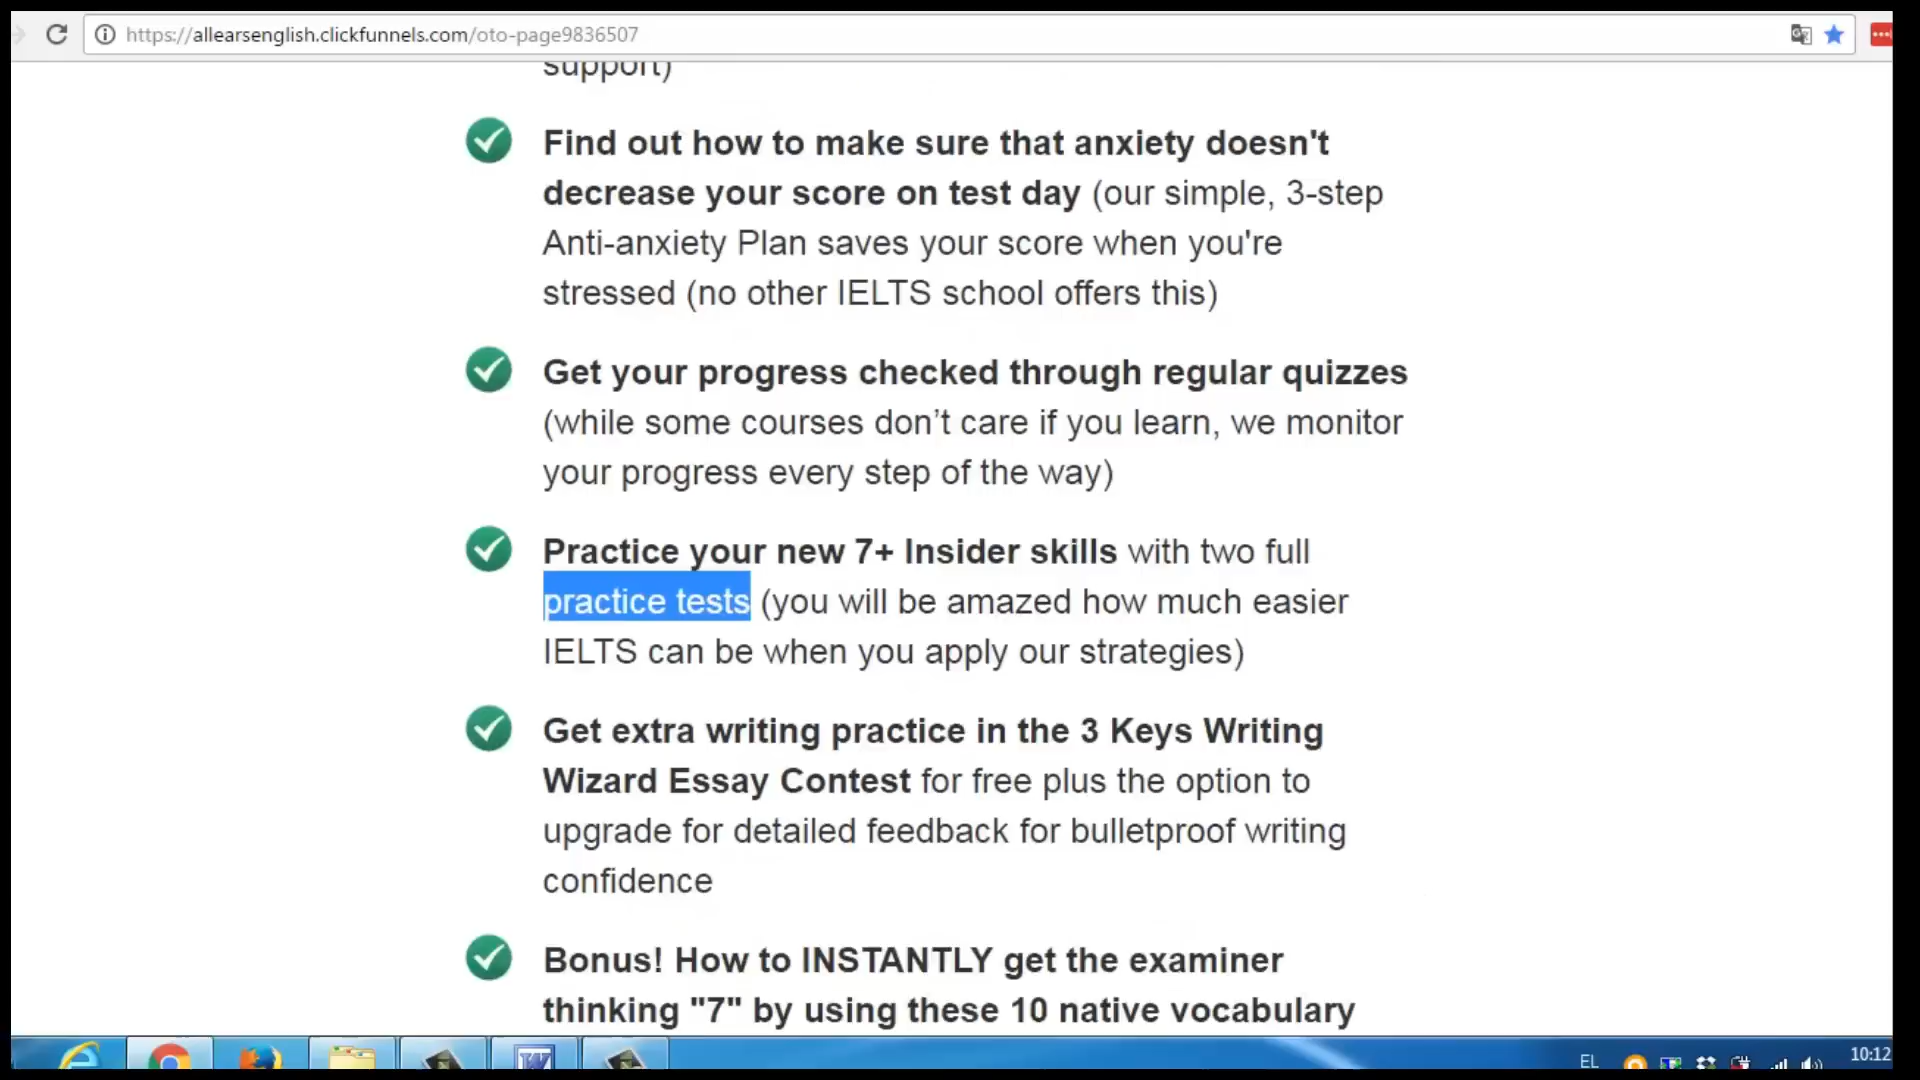 https://allearsenglish.clickfunnels.com/oto-page9836507
support)
Find out how to make sure that anxiety doesn't
decrease your score on test day (our simple, 3-step
Anti-anxiety Plan saves your score when you're
stressed (no other IELTS school offers this)
Get your progress checked through regular quizzes
(while some courses don’t care if you learn, we monitor
your progress every step of the way)
Practice your new 7+ Insider skills with two full
practice tests (you will be amazed how much easier
IELTS can be when you apply our strategies)
Get extra writing practice in the 3 Keys Writing
Wizard Essay Contest for free plus the option to
upgrade for detailed feedback for bulletproof writing
confidence
Bonus! How to INSTANTLY get the examiner
thinking "7" by using these 10 native vocabulary
EL
10:12